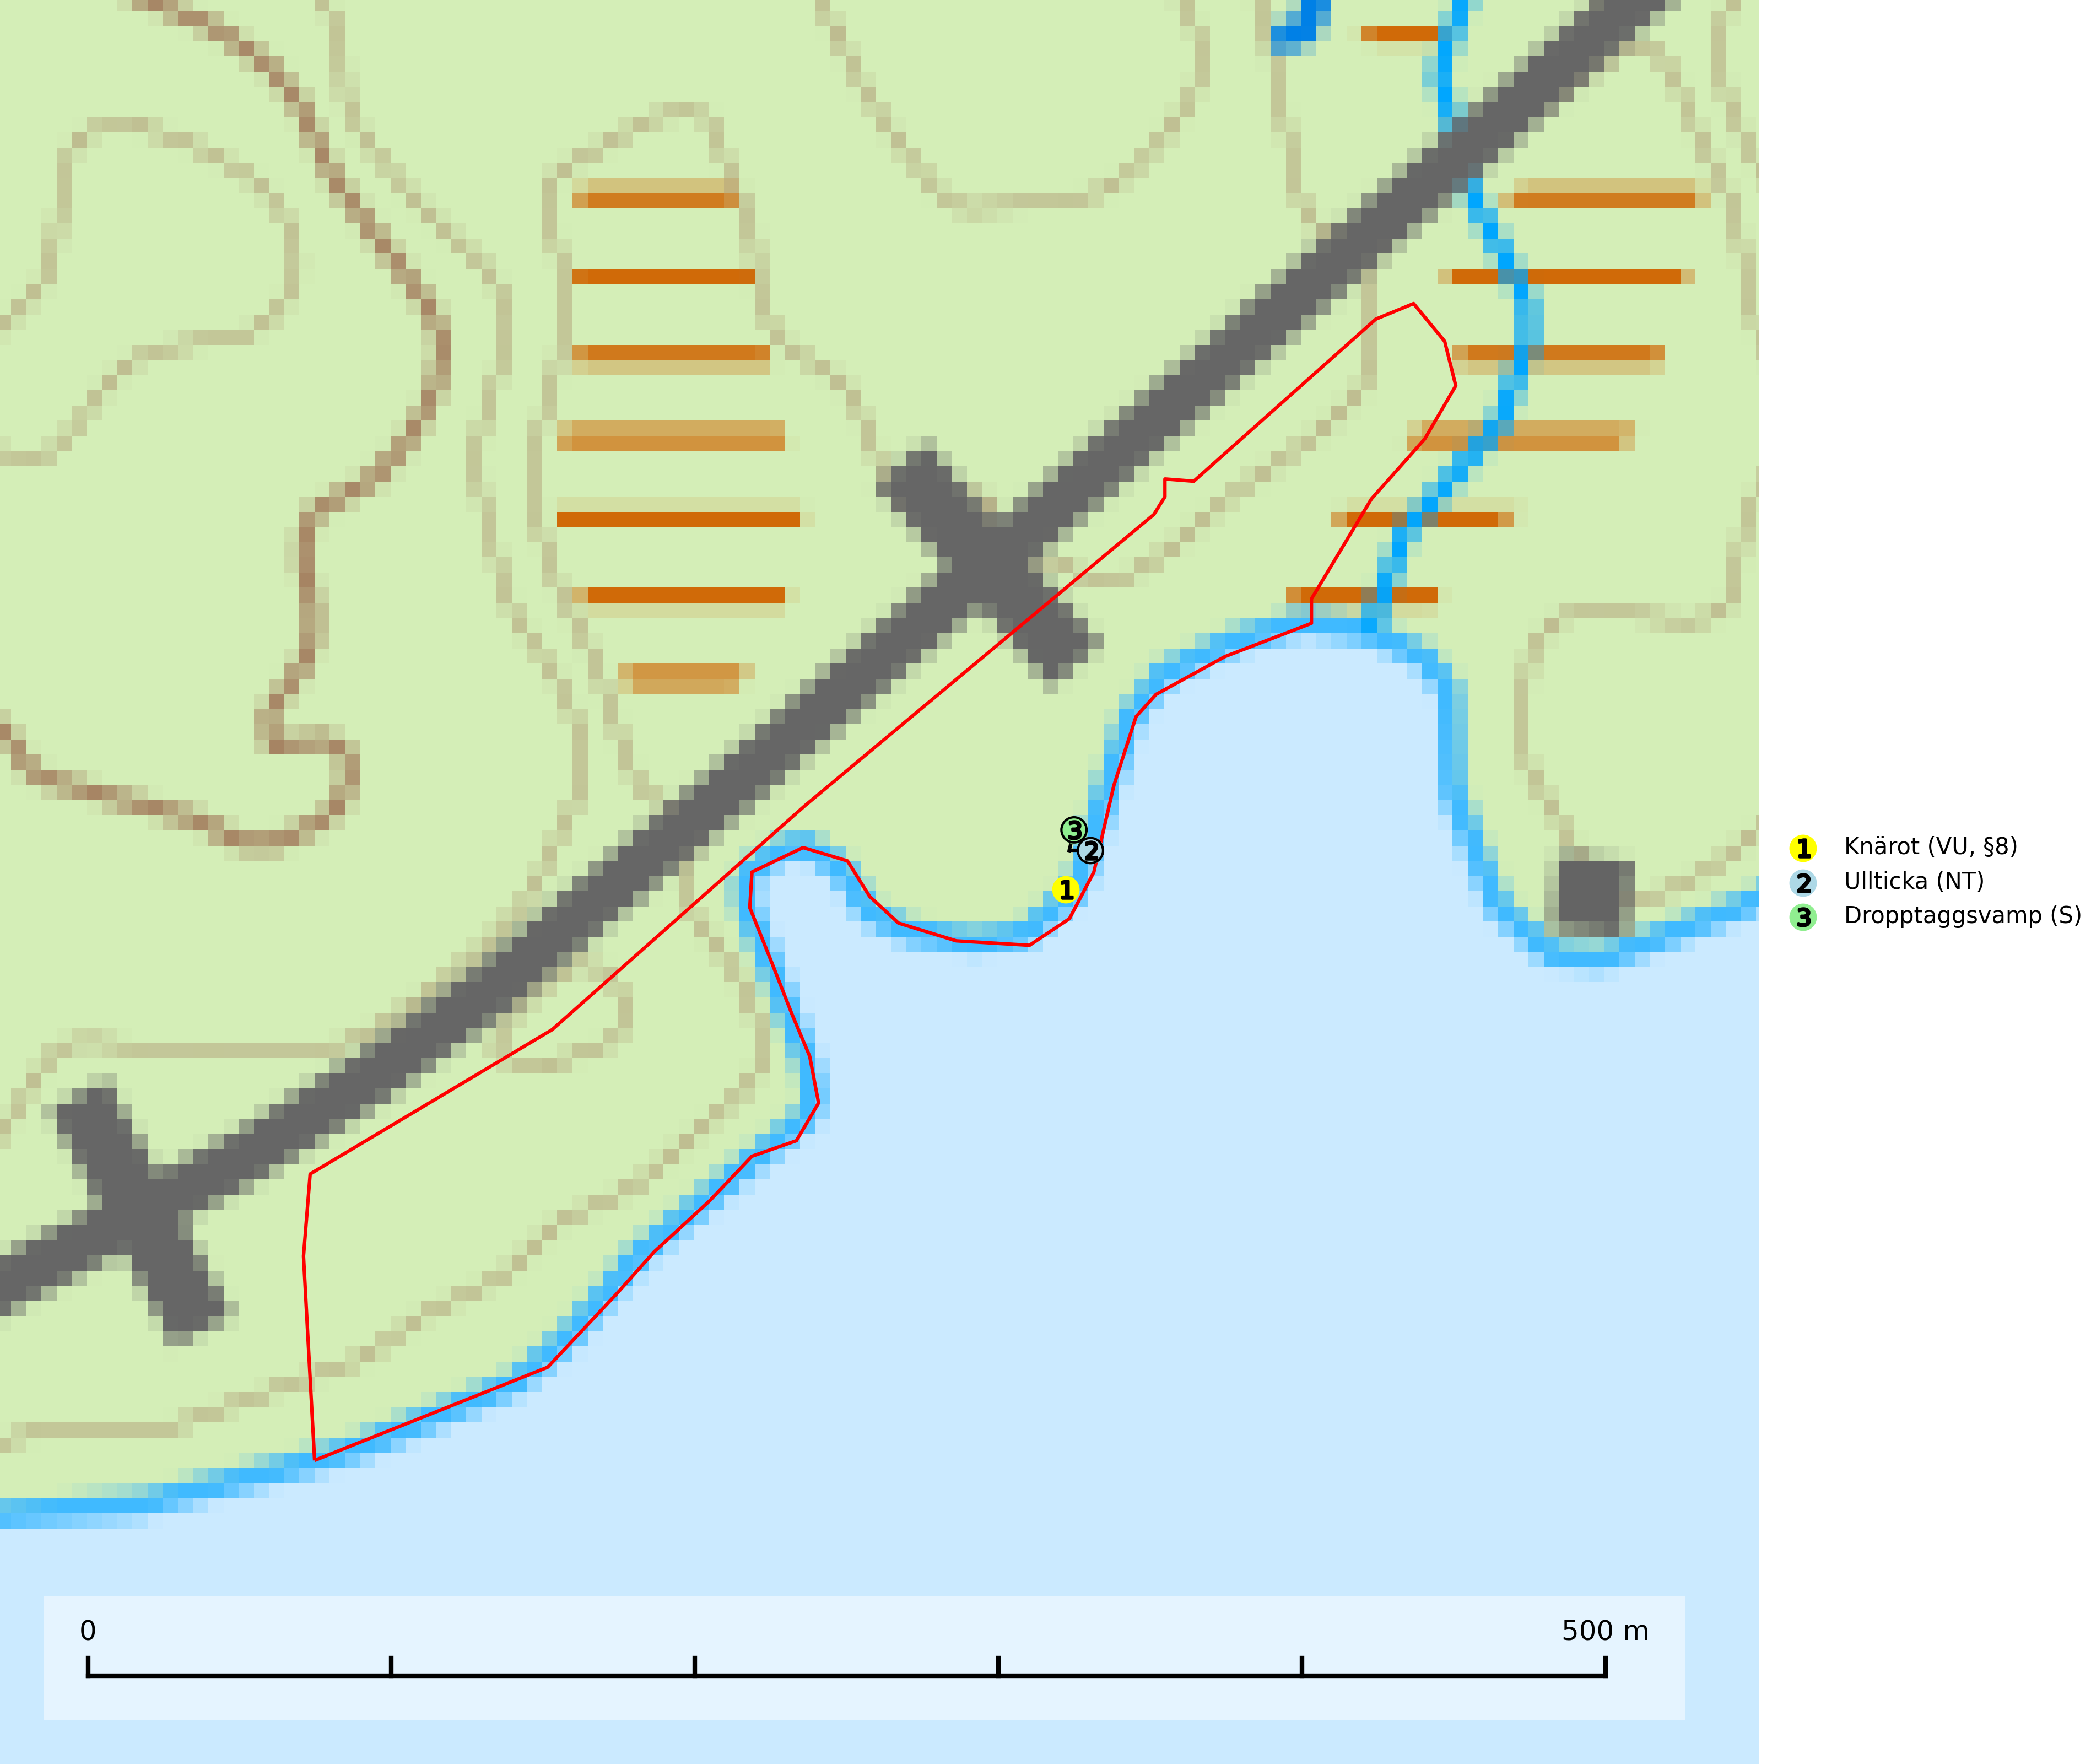 3
2
1
1 Knärot (VU, §8)
2 Ullticka (NT)
3 Dropptaggsvamp (S)
0 500 m